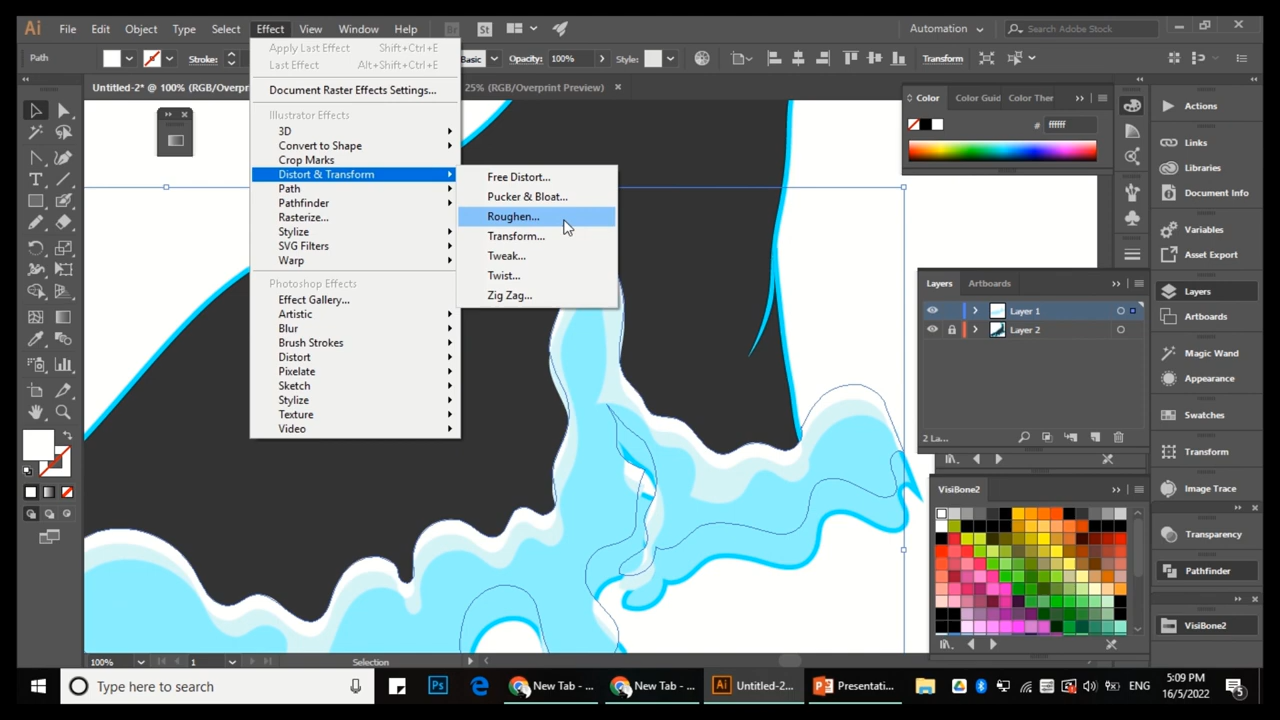 Ai File Edit Object Type Select Effect View Window Help Br St Automation Search Adobe Stock
Path Stroke: Basic Opacity: 100% Style: Transform
Untitled-2* @ 100% (RGB/Overpr 25% (RGB/Overprint Preview)
Apply Last Effect Shift+Ctrl+E
Last Effect Alt+Shift+Ctrl+E
Document Raster Effects Settings...
Illustrator Effects
3D
Convert to Shape
Crop Marks
Distort & Transform
Path
Pathfinder
Rasterize...
Stylize
SVG Filters
Warp
Photoshop Effects
Effect Gallery...
Artistic
Blur
Brush Strokes
Distort
Pixelate
Sketch
Stylize
Texture
Video
Free Distort...
Pucker & Bloat...
Roughen...
Transform...
Tweak...
Twist...
Zig Zag...
Color Color Guid Color Ther
# ffffff
Layers Artboards
Layer 1
Layer 2
2 La...
VisiBone2
Actions
Links
Libraries
Document Info
Variables
Asset Export
Layers
Artboards
Magic Wand
Appearance
Swatches
Transform
Image Trace
Transparency
Pathfinder
VisiBone2
100% 1 Selection
Type here to search Ps New Tab - ... New Tab - ... Ai Untitled-2... Presentati... ENG
5:09 PM
16/5/2022
5